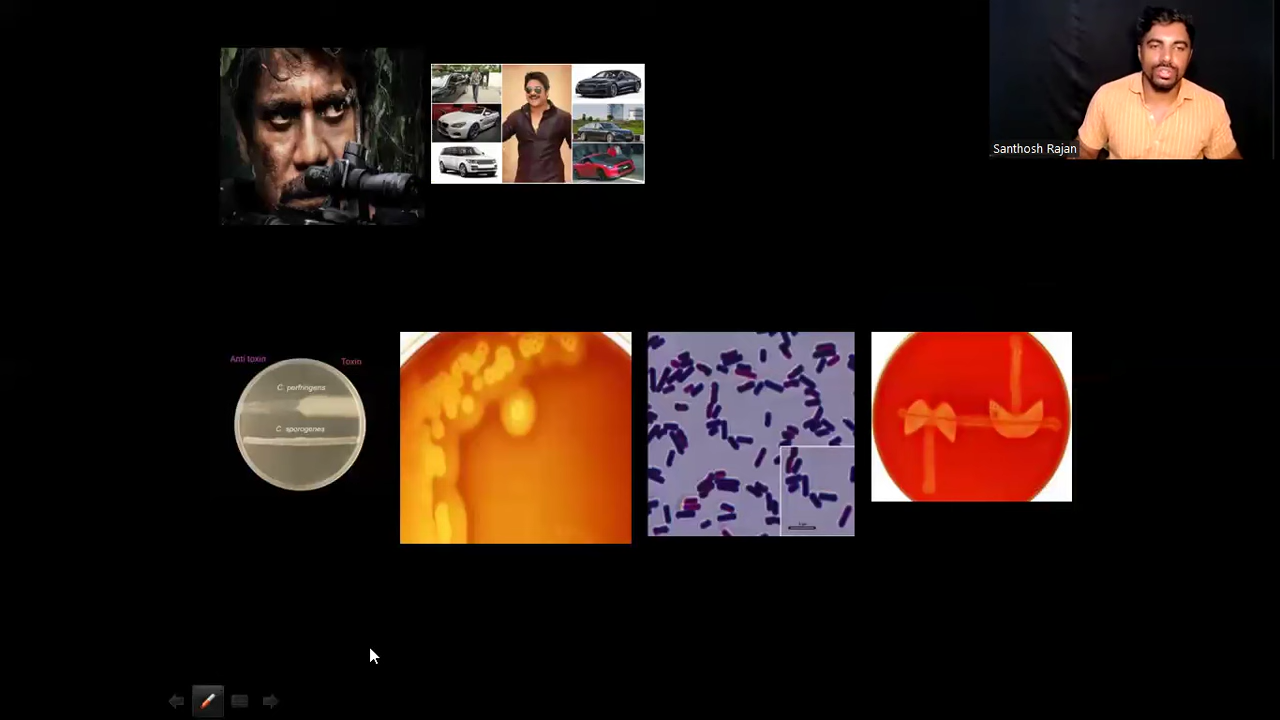 Santhosh Rajan
Anti toxin
Toxin
C. perfringens
C. sporogenes